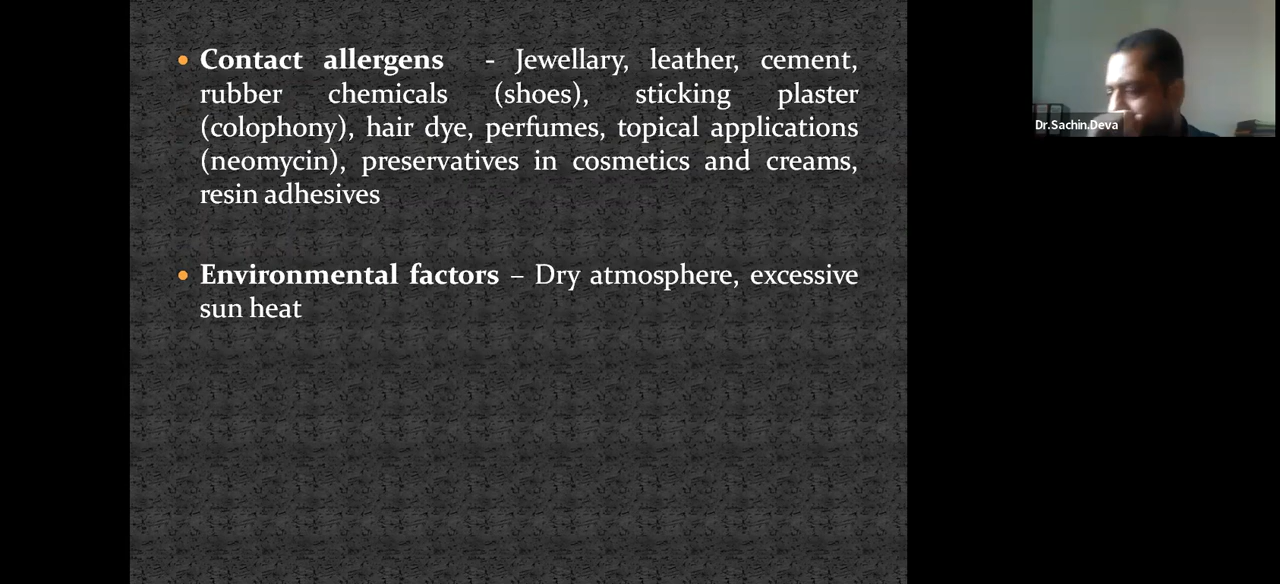 • Contact allergens - Jewellary, leather, cement,
rubber chemicals (shoes), sticking plaster
(colophony), hair dye, perfumes, topical applications
(neomycin), preservatives in cosmetics and creams,
resin adhesives
• Environmental factors – Dry atmosphere, excessive
sun heat
Dr.Sachin.Deva